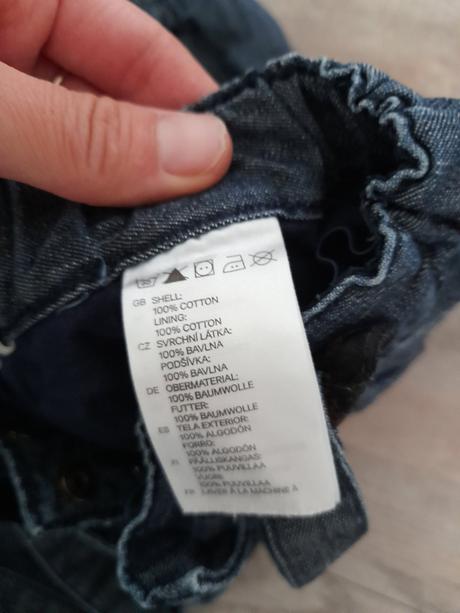 GB SHELL:
100% COTTON
LINING:
100% COTTON
CZ SVRCHNÍ LÁTKA:
100% BAVLNA
PODŠÍVKA:
100% BAVLNA
DE OBERMATERIAL:
100% BAUMWOLLE
FUTTER:
100% BAUMWOLLE
ES TELA EXTERIOR:
100% ALGODÓN
FORRO:
100% ALGODÓN
FI PÄÄLLISKANGAS:
100% PUUVILLAA
VUORI:
100% PUUVILLAA
FR LAVER À LA MACHINE À